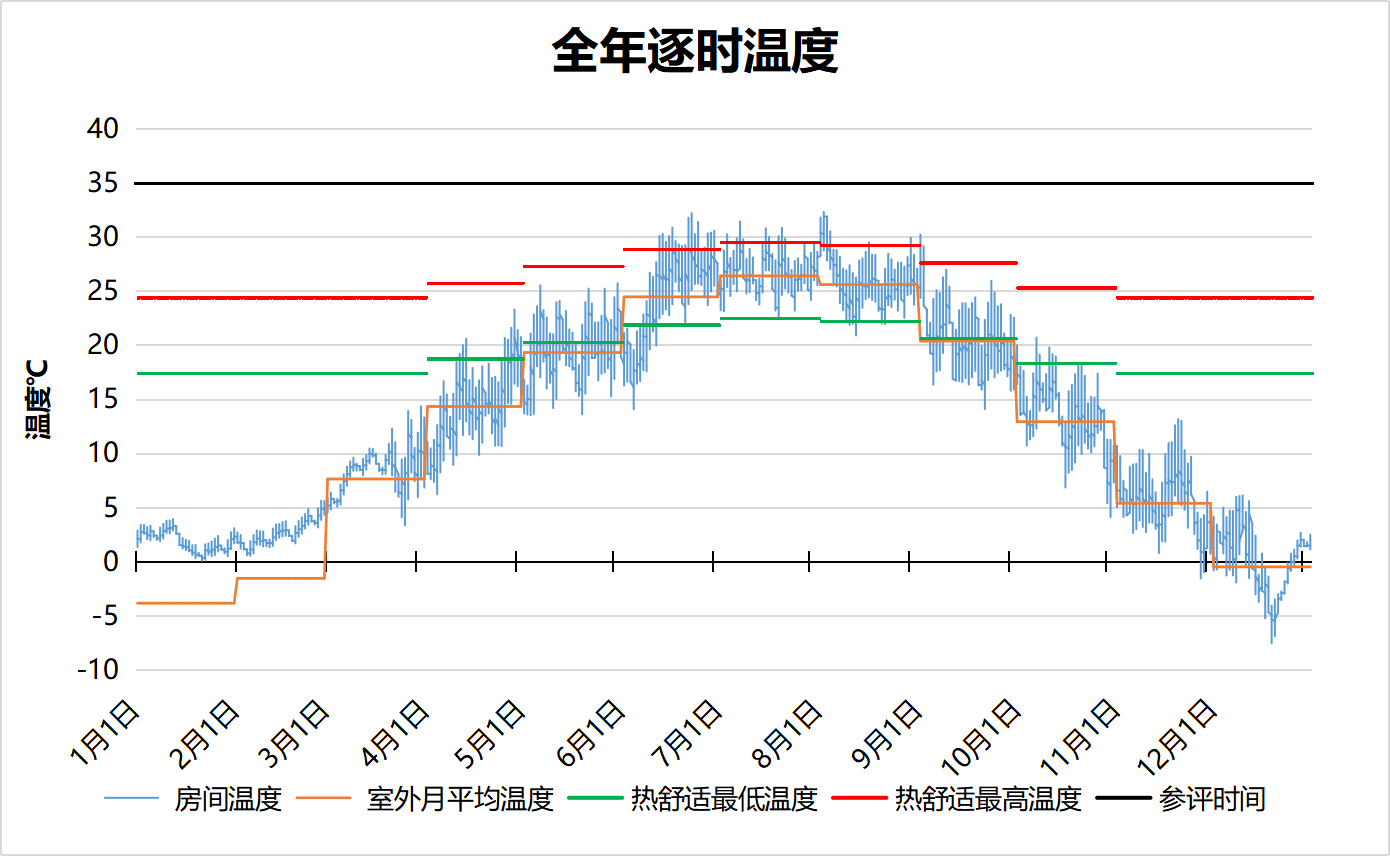 全年逐时温度
40
35
30
25
20
15
10
5
0
-5
-10
温度℃
1月1日
2月1日
3月1日
4月1日
5月1日
6月1日
7月1日
8月1日
9月1日
10月1日
11月1日
12月1日
房间温度 室外月平均温度 热舒适最低温度 热舒适最高温度 参评时间